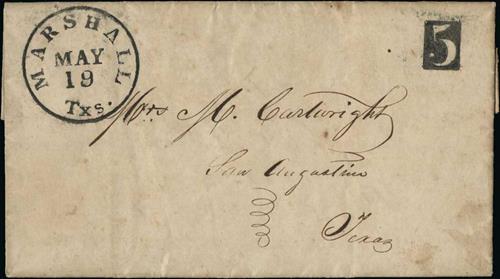 MARSHALL
MAY
19
Txs.
5
Mrs M. Cartwright
San Augustine
Texas